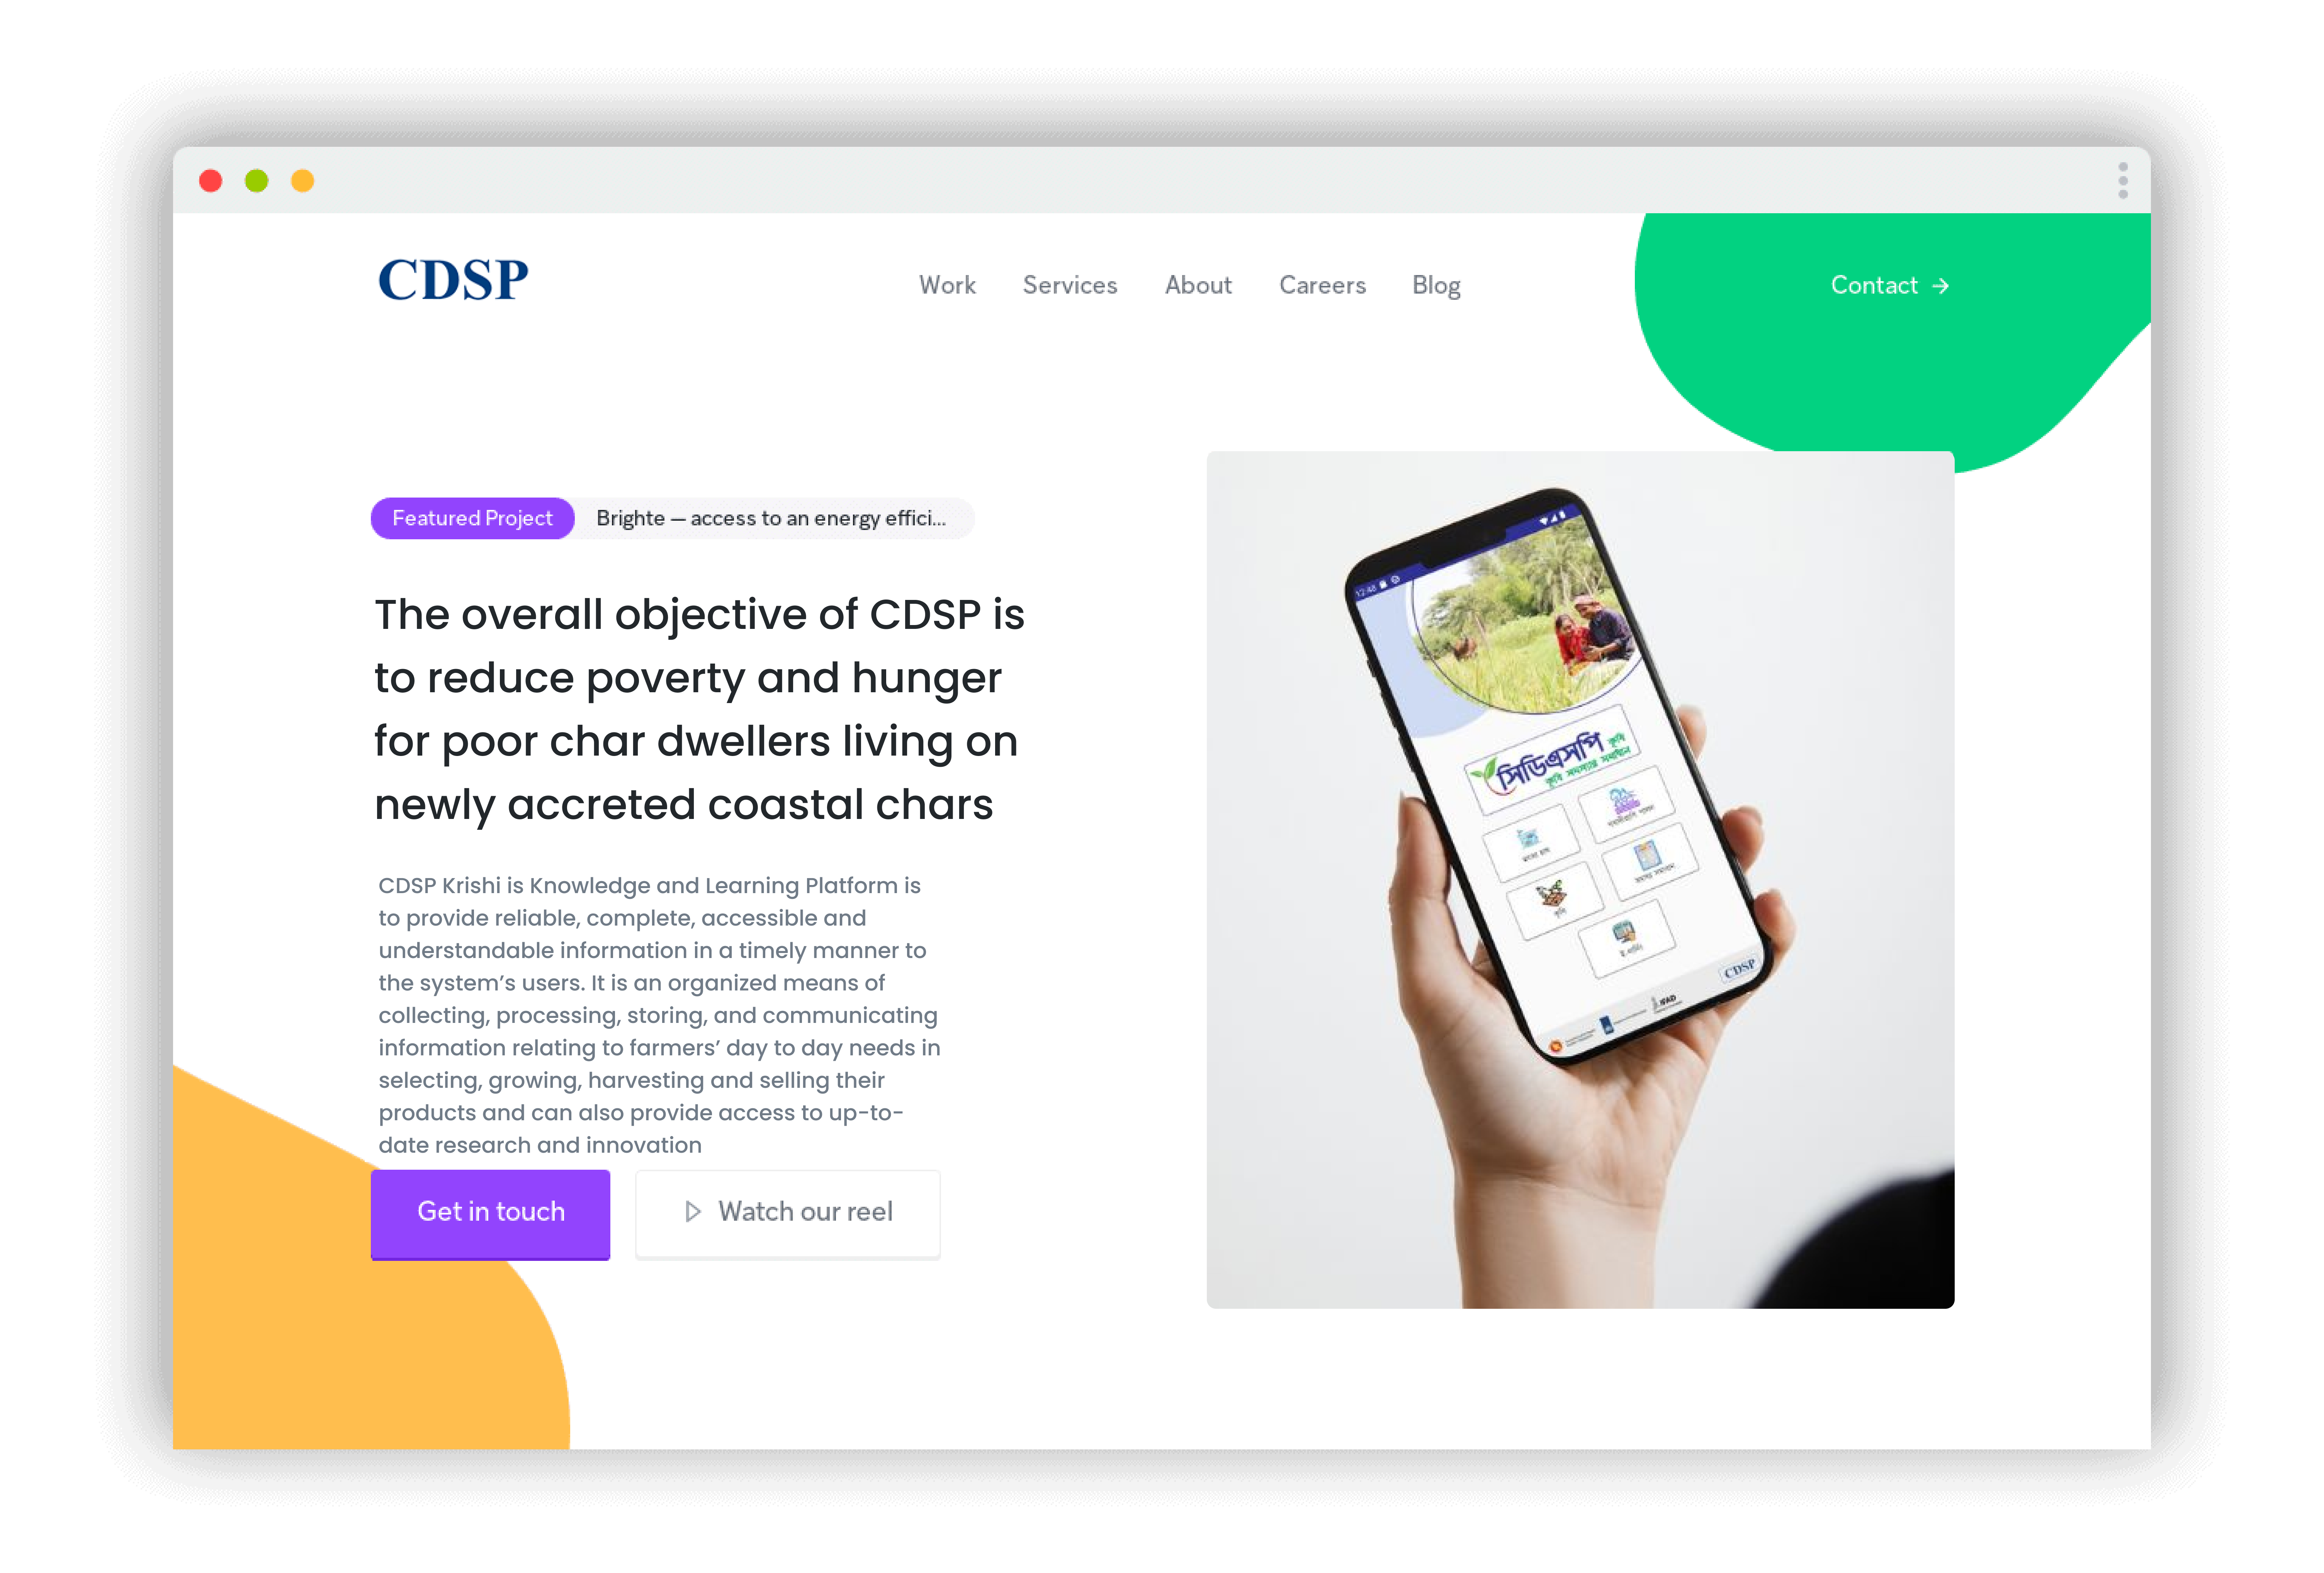 CDSP
Work Services About Careers Blog
Contact →
Featured Project Brighte — access to an energy effici...
The overall objective of CDSP is
to reduce poverty and hunger
for poor char dwellers living on
newly accreted coastal chars
CDSP Krishi is Knowledge and Learning Platform is
to provide reliable, complete, accessible and
understandable information in a timely manner to
the system’s users. It is an organized means of
collecting, processing, storing, and communicating
information relating to farmers’ day to day needs in
selecting, growing, harvesting and selling their
products and can also provide access to up-to-
date research and innovation
Get in touch
Watch our reel
12:48
সিডিএসপি কৃষি
কৃষি সমস্যার সমাধান
কৃষি
IFAD
CDSP